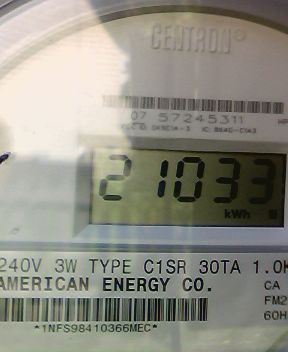 CENTRON®
07 57245311
21033
kWh
240V 3W TYPE C1SR 30TA 1.0K
AMERICAN ENERGY CO. CA
FM2
*1NFS98410366MEC* 60H